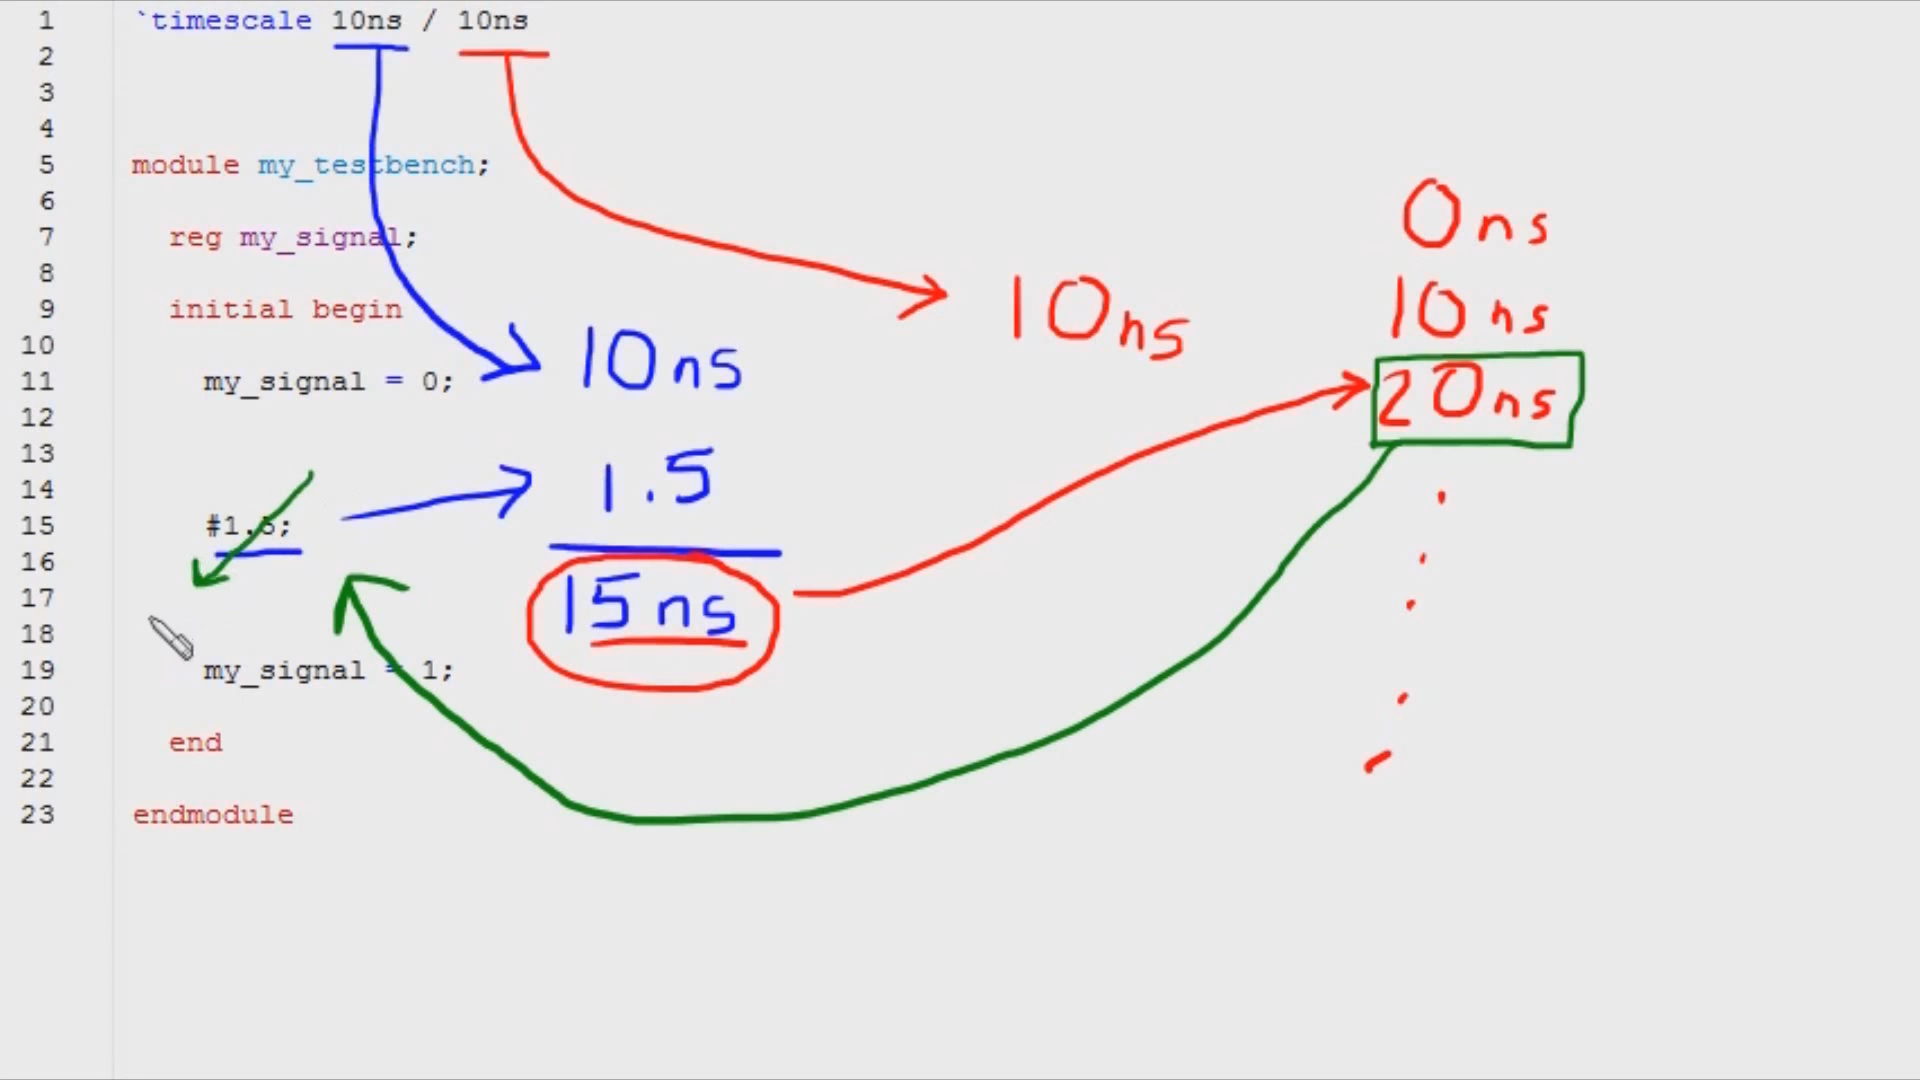 1 `timescale 10ns / 10ns
2
3
4
5 module my_testbench;
6
7 reg my_signal;
8
9 initial begin
10
11 my_signal = 0;
12
13
14
15 #1.5;
16
17
18
19 my_signal = 1;
20
21 end
22
23 endmodule
10ns
1.5
15ns
10ns
0ns
10ns
20ns